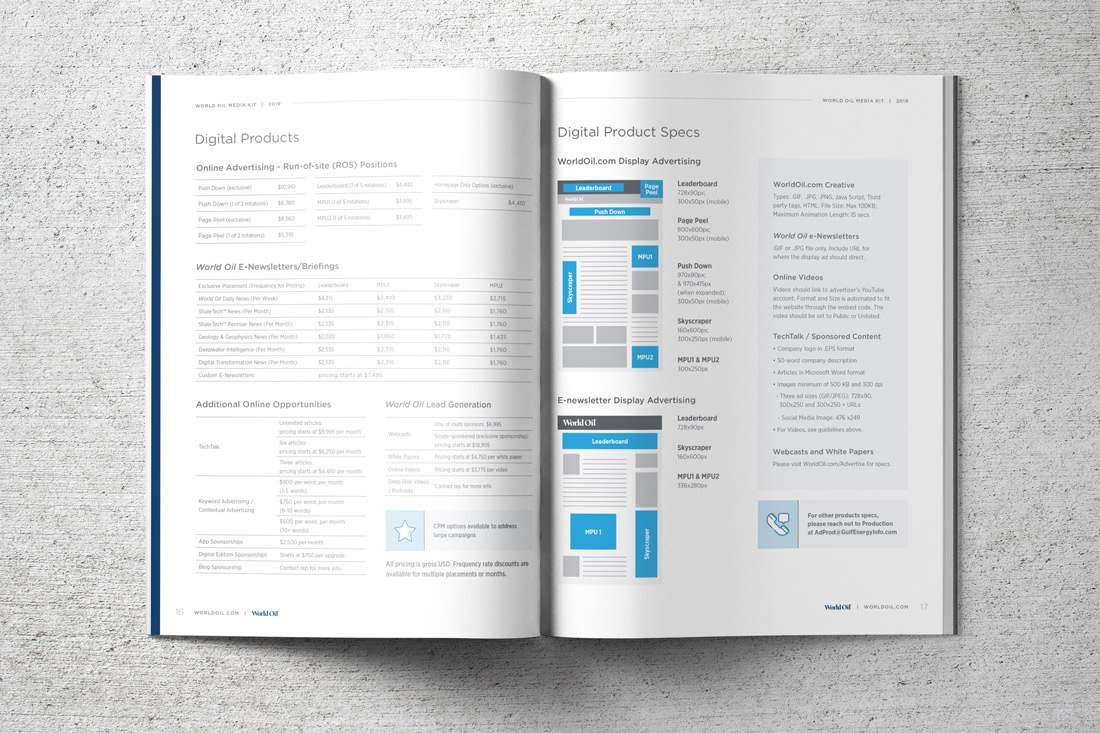 WORLD OIL MEDIA KIT | 2019
Digital Products
Online Advertising - Run-of-site (ROS) Positions
Push Down (exclusive) $10,910
Push Down (1 of 2 rotations) $6,780
Page Peel (exclusive) $8,560
Page Peel (1 of 2 rotations) $5,310
Leaderboard (1 of 5 rotations) $4,440
MPU1 (1 of 5 rotations) $3,995
MPU2 (1 of 5 rotations) $3,490
Homepage Only Options (exclusive)
Skyscraper $4,410
World Oil E-Newsletters/Briefings
Exclusive Placement (Frequency for Pricing) Leaderboard MPU1 Skyscraper MPU2
World Oil Daily News (Per Week) $4,315 $3,410 $3,235 $2,715
ShaleTech™ News (Per Month) $2,535 $2,315 $2,110 $1,760
ShaleTech™ Permian News (Per Month) $2,535 $2,315 $2,110 $1,760
Geology & Geophysics News (Per Month) $2,020 $1,770 $1,435
Deepwater Intelligence (Per Month) $2,535 $2,315 $2,110 $1,760
Digital Transformation News (Per Month) $2,535 $2,315 $2,110 $1,760
Custom E-Newsletters: pricing starts at $7,495
Additional Online Opportunities
TechTalk
Unlimited articles:
pricing starts at $9,995 per month
Six articles:
pricing starts at $6,250 per month
Three articles:
pricing starts at $4,450 per month
Keyword Advertising /
Contextual Advertising
$900 per word, per month
(1-5 words)
$750 per word, per month
(6-10 words)
$600 per word, per month
(10+ words)
App Sponsorships $2,500 per month
Digital Edition Sponsorships Starts at $750 per upgrade
Blog Sponsorship Contact rep for more info
World Oil Lead Generation
Webcasts
One of multi sponsors: $6,995
Single-sponsored (exclusive sponsorship):
pricing starts at $18,995
White Papers Pricing starts at $4,750 per white paper
Online Videos Pricing starts at $3,775 per video
Deep Dive Videos
/ Podcasts
Contact rep for more info
CPM options available to address
large campaigns
All pricing is gross USD. Frequency rate discounts are
available for multiple placements or months.
16 WORLDOIL.COM | World Oil
WORLD OIL MEDIA KIT | 2019
Digital Product Specs
WorldOil.com Display Advertising
Leaderboard
Page
Peel
World Oil
Push Down
MPU1
Skyscraper
MPU2
Leaderboard
728x90px;
300x50px (mobile)
Page Peel
800x600px;
300x50px (mobile)
Push Down
970x90px;
& 970x415px
(when expanded);
300x50px (mobile)
Skyscraper
160x600px;
300x250px (mobile)
MPU1 & MPU2
300x250px
E-newsletter Display Advertising
World Oil
Leaderboard
MPU 1
Skyscraper
Leaderboard
728x90px
Skyscraper
160x600px
MPU1 & MPU2
336x280px
WorldOil.com Creative
Types: .GIF, .JPG, .PNG, Java Script, Third
party tags, HTML; File Size: Max 100KB;
Maximum Animation Length: 15 secs.
World Oil e-Newsletters
.GIF or .JPG file only. Include URL for
where the display ad should direct.
Online Videos
Videos should link to advertiser's YouTube
account. Format and Size is automated to fit
the website through the embed code. The
video should be set to Public or Unlisted.
TechTalk / Sponsored Content
• Company logo in .EPS format
• 50-word company description
• Articles in Microsoft Word format
• Images minimum of 500 KB and 300 dpi
- Three ad sizes (GIF/JPEG): 728x90,
300x250 and 300x250 + URLs
- Social Media Image: 476 x249
• For Videos, see guidelines above.
Webcasts and White Papers
Please visit WorldOil.com/Advertise for specs.
For other products specs,
please reach out to Production
at AdProd@GulfEnergyInfo.com
World Oil | WORLDOIL.COM 17